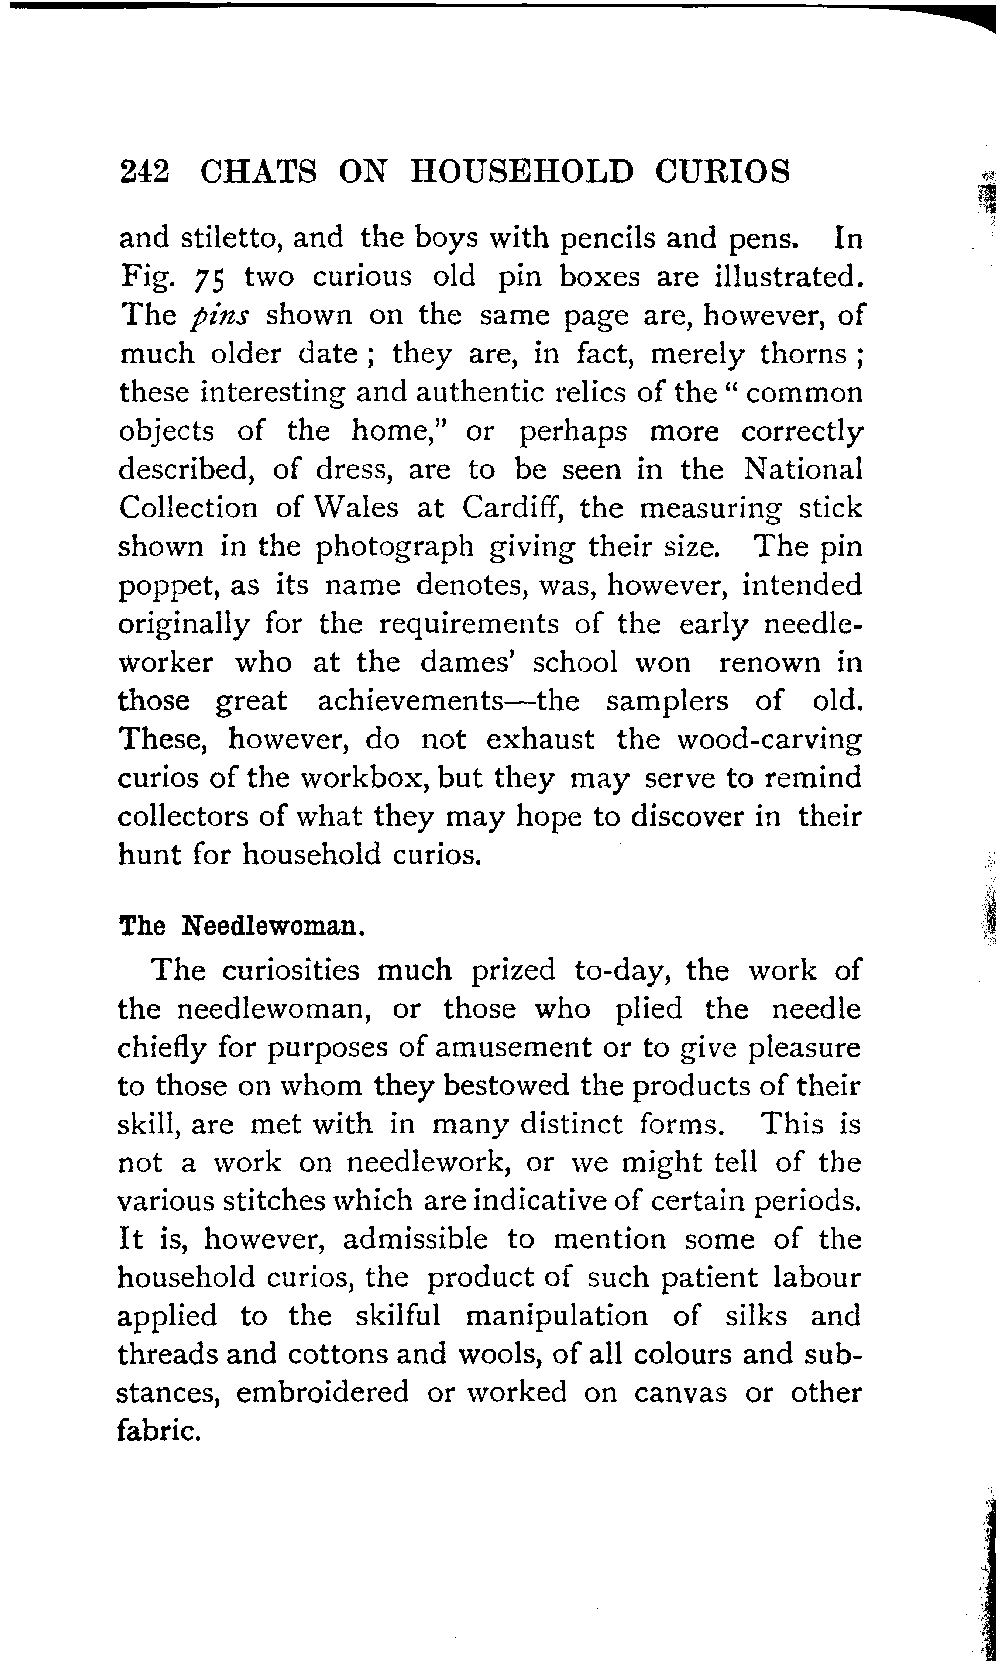 242 CHATS ON HOUSEHOLD CURIOS
and stiletto, and the boys with pencils and pens. In
Fig. 75 two curious old pin boxes are illustrated.
The pins shown on the same page are, however, of
much older date ; they are, in fact, merely thorns ;
these interesting and authentic relics of the “ common
objects of the home,” or perhaps more correctly
described, of dress, are to be seen in the National
Collection of Wales at Cardiff, the measuring stick
shown in the photograph giving their size. The pin
poppet, as its name denotes, was, however, intended
originally for the requirements of the early needle-
worker who at the dames’ school won renown in
those great achievements—the samplers of old.
These, however, do not exhaust the wood-carving
curios of the workbox, but they may serve to remind
collectors of what they may hope to discover in their
hunt for household curios.
The Needlewoman.
The curiosities much prized to-day, the work of
the needlewoman, or those who plied the needle
chiefly for purposes of amusement or to give pleasure
to those on whom they bestowed the products of their
skill, are met with in many distinct forms. This is
not a work on needlework, or we might tell of the
various stitches which are indicative of certain periods.
It is, however, admissible to mention some of the
household curios, the product of such patient labour
applied to the skilful manipulation of silks and
threads and cottons and wools, of all colours and sub-
stances, embroidered or worked on canvas or other
fabric.